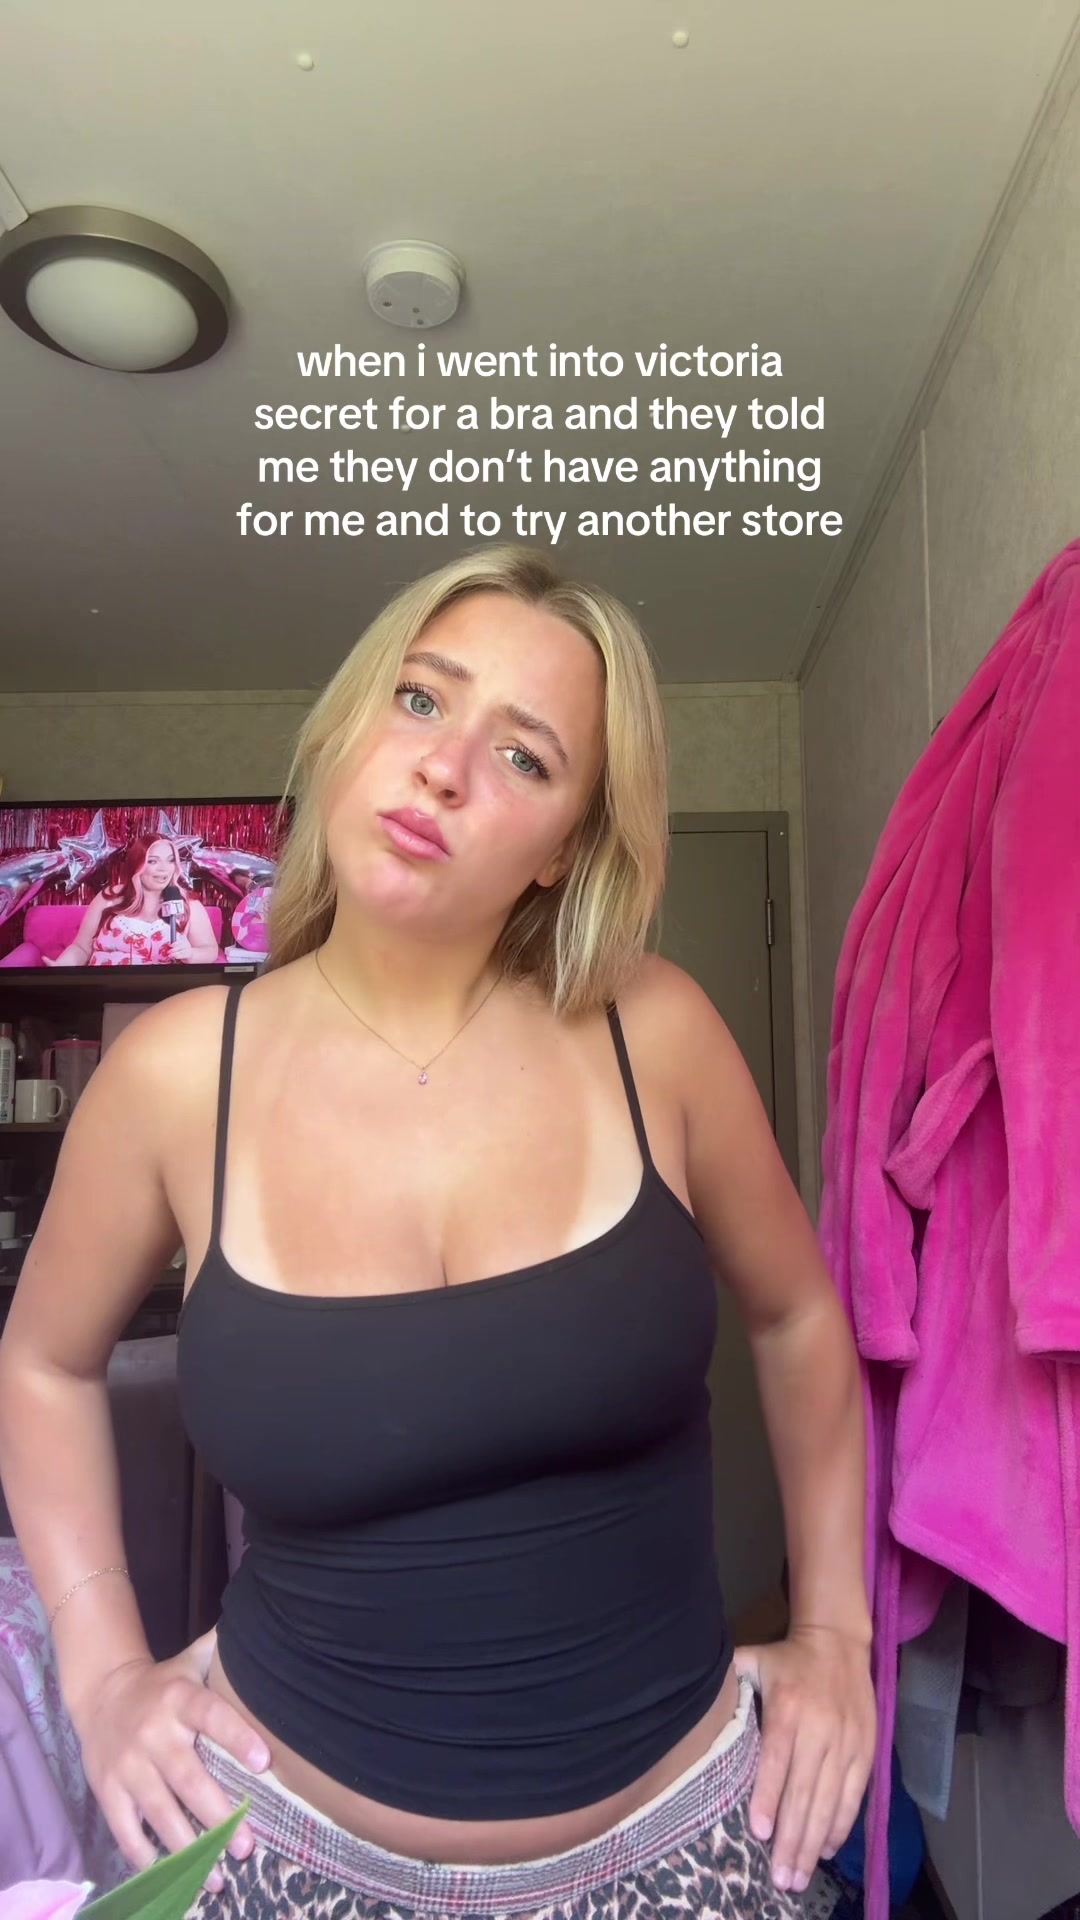 when i went into victoria
secret for a bra and they told
me they don’t have anything
for me and to try another store